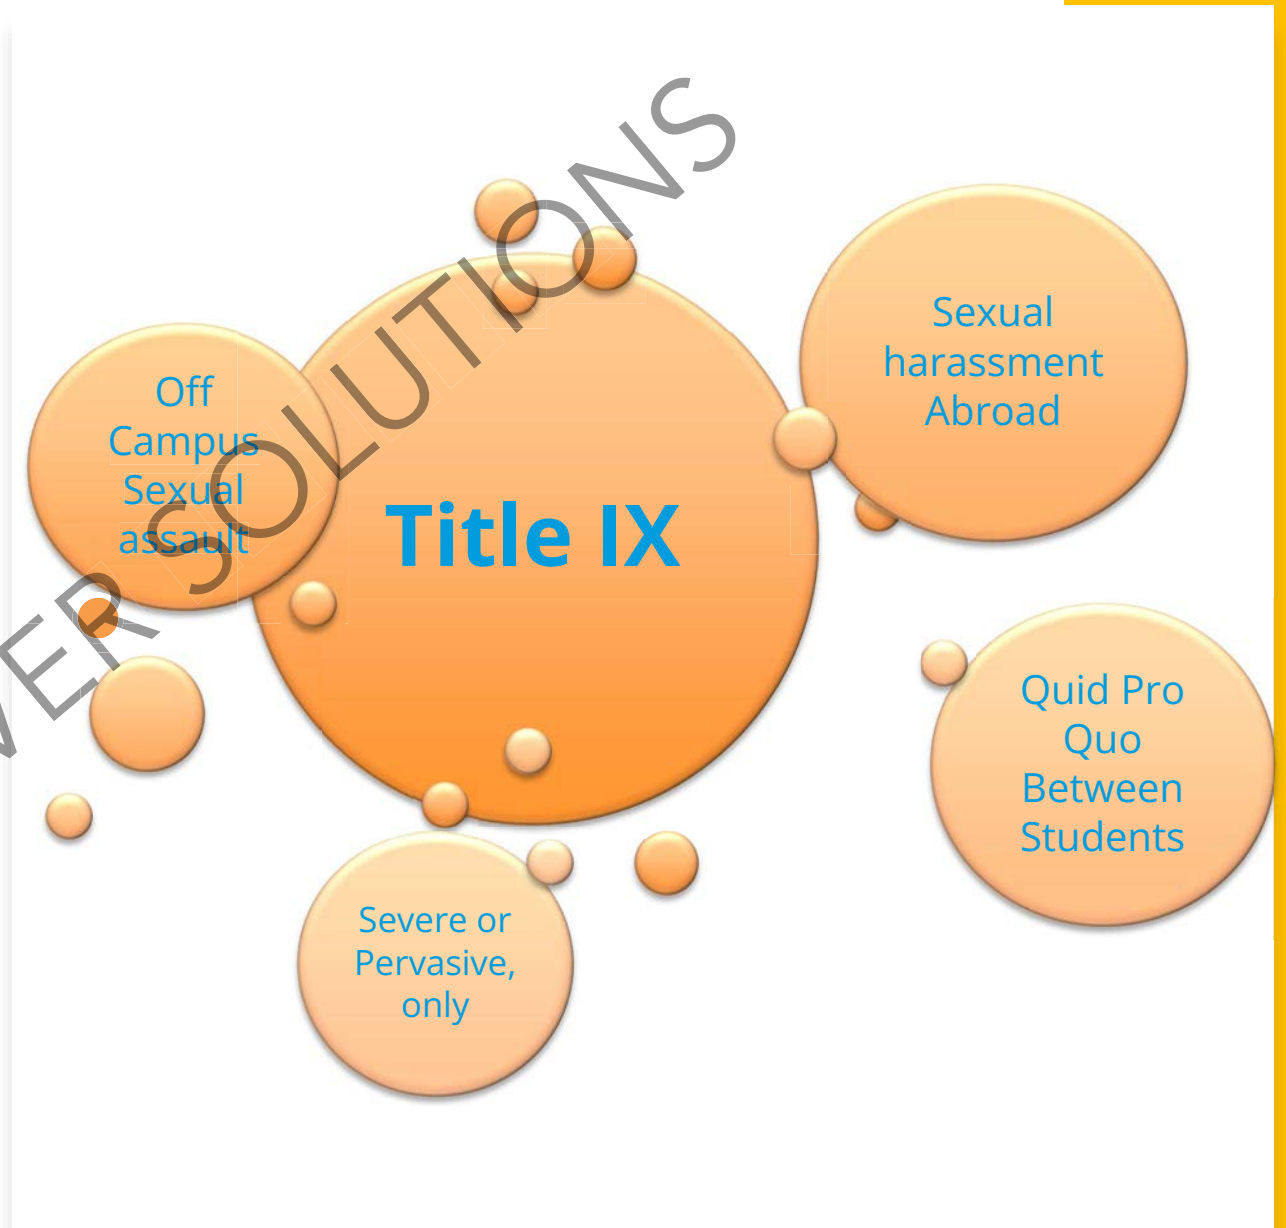 Title IX
Off
Campus
Sexual
assault
Sexual
harassment
Abroad
Quid Pro
Quo
Between
Students
Severe or
Pervasive,
only
VER SOLUTIONS